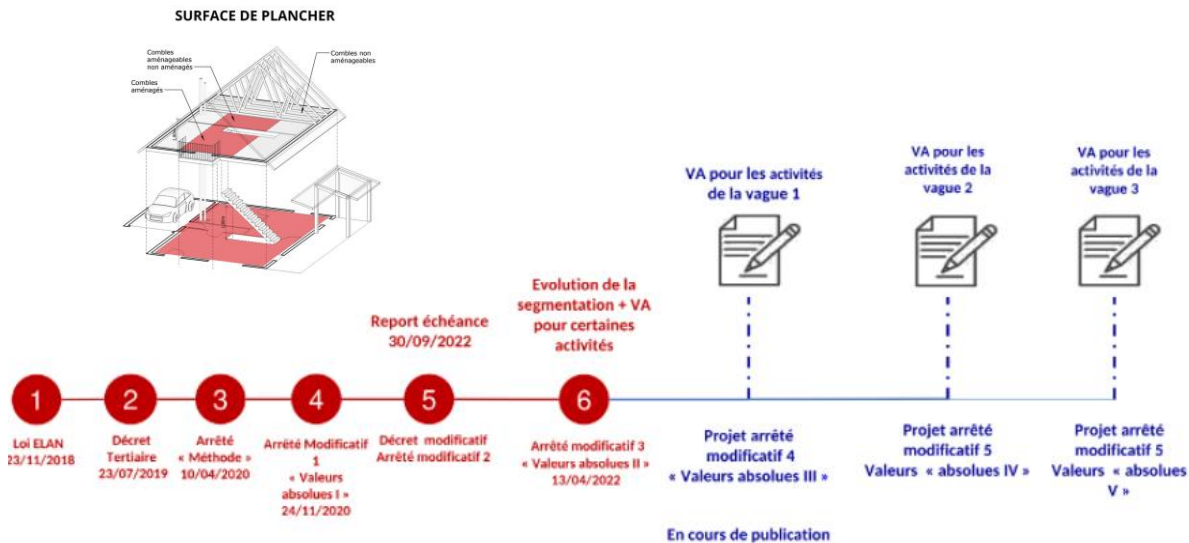 SURFACE DE PLANCHER
Combles
aménageables
non aménagés
Combles non
aménageables
Combles
aménagés
VA pour les activités
de la vague 1
VA pour les
activités de la
vague 2
VA pour les
activités de la
vague 3
Report échéance
30/09/2022
Evolution de la
segmentation + VA
pour certaines
activités
1
2
3
4
5
6
Loi ELAN
23/11/2018
Décret
Tertiaire
23/07/2019
Arrêté
« Méthode »
10/04/2020
Arrêté Modificatif
1
« Valeurs
absolues I »
24/11/2020
Décret modificatif
Arrêté modificatif 2
Arrêté modificatif 3
« Valeurs absolues II »
13/04/2022
Projet arrêté
modificatif 4
« Valeurs absolues III »
En cours de publication
Projet arrêté
modificatif 5
Valeurs « absolues IV »
Projet arrêté
modificatif 5
Valeurs « absolues
V »